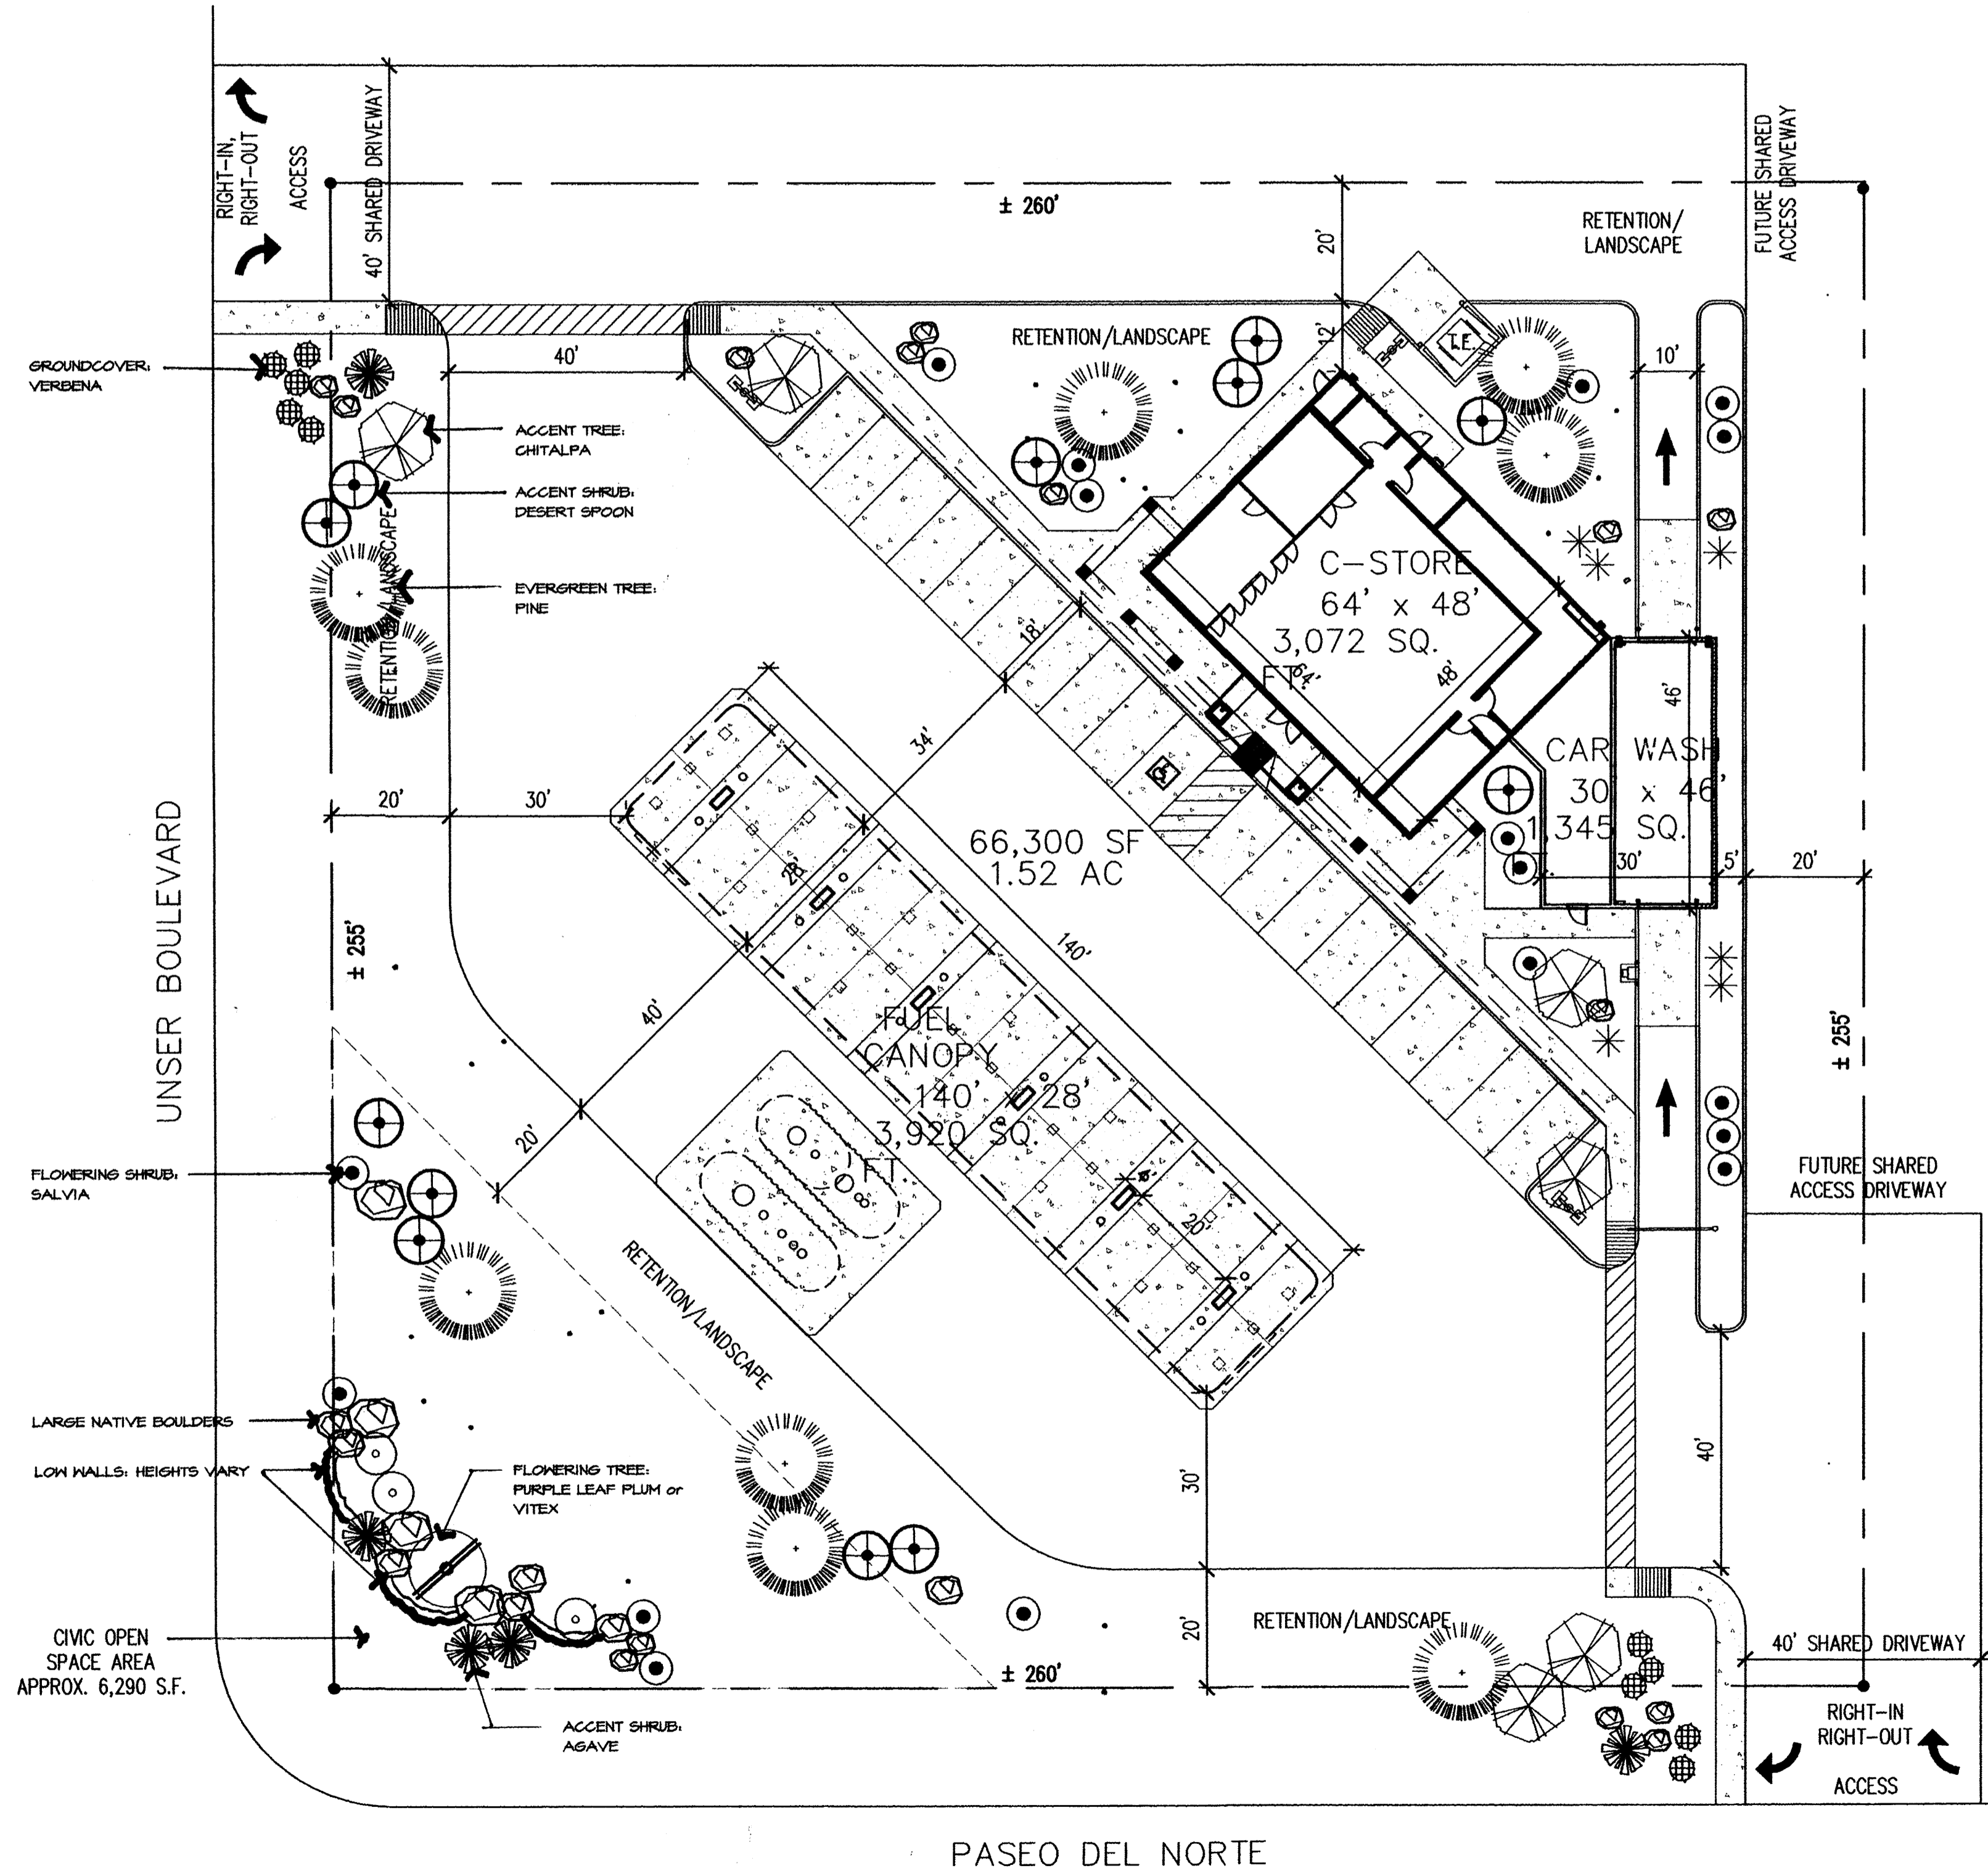 RIGHT-IN,
RIGHT-OUT
ACCESS
40' SHARED DRIVEWAY
± 260'
20'
RETENTION/
LANDSCAPE
FUTURE SHARED
ACCESS DRIVEWAY
GROUNDCOVER:
VERBENA
40'
RETENTION/LANDSCAPE
12'
T.E.
10'
ACCENT TREE:
CHITALPA
ACCENT SHRUB:
DESERT SPOON
RETENTION/LANDSCAPE
EVERGREEN TREE:
PINE
C-STORE
64' x 48'
3,072 SQ.
FT.
18'
64'
48'
46'
34'
CAR WASH
30' x 46'
1,345 SQ.
30'
5'
20'
20'
30'
28'
66,300 SF
1.52 AC
UNSER BOULEVARD
± 255'
140'
40'
FUEL
CANOPY
140' x 28'
3,920 SQ.
FT.
± 255'
20'
4'
20'
FLOWERING SHRUB:
SALVIA
FUTURE SHARED
ACCESS DRIVEWAY
RETENTION/LANDSCAPE
LARGE NATIVE BOULDERS
LOW WALLS: HEIGHTS VARY
FLOWERING TREE:
PURPLE LEAF PLUM or
VITEX
30'
40'
CIVIC OPEN
SPACE AREA
APPROX. 6,290 S.F.
± 260'
20'
RETENTION/LANDSCAPE
40' SHARED DRIVEWAY
ACCENT SHRUB:
AGAVE
RIGHT-IN
RIGHT-OUT
ACCESS
PASEO DEL NORTE